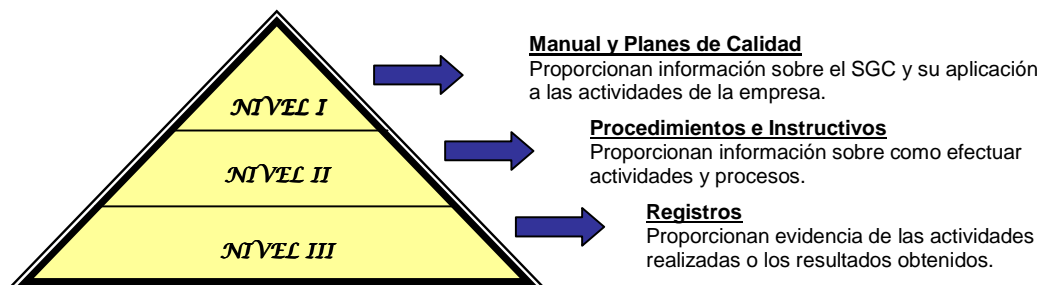 NIVEL I
Manual y Planes de Calidad
Proporcionan información sobre el SGC y su aplicación
a las actividades de la empresa.
NIVEL II
Procedimientos e Instructivos
Proporcionan información sobre como efectuar
actividades y procesos.
NIVEL III
Registros
Proporcionan evidencia de las actividades
realizadas o los resultados obtenidos.